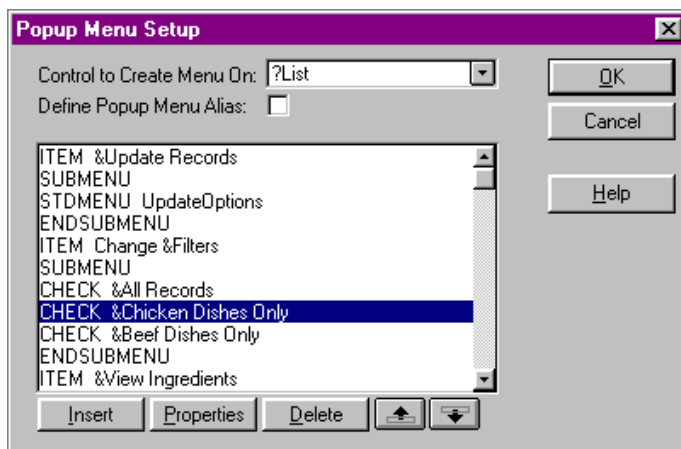 Popup Menu Setup
Control to Create Menu On: ?List
Define Popup Menu Alias:
ITEM &Update Records
SUBMENU
STDMENU UpdateOptions
ENDSUBMENU
ITEM Change &Filters
SUBMENU
CHECK &All Records
CHECK &Chicken Dishes Only
CHECK &Beef Dishes Only
ENDSUBMENU
ITEM &View Ingredients
Insert Properties Delete
OK
Cancel
Help